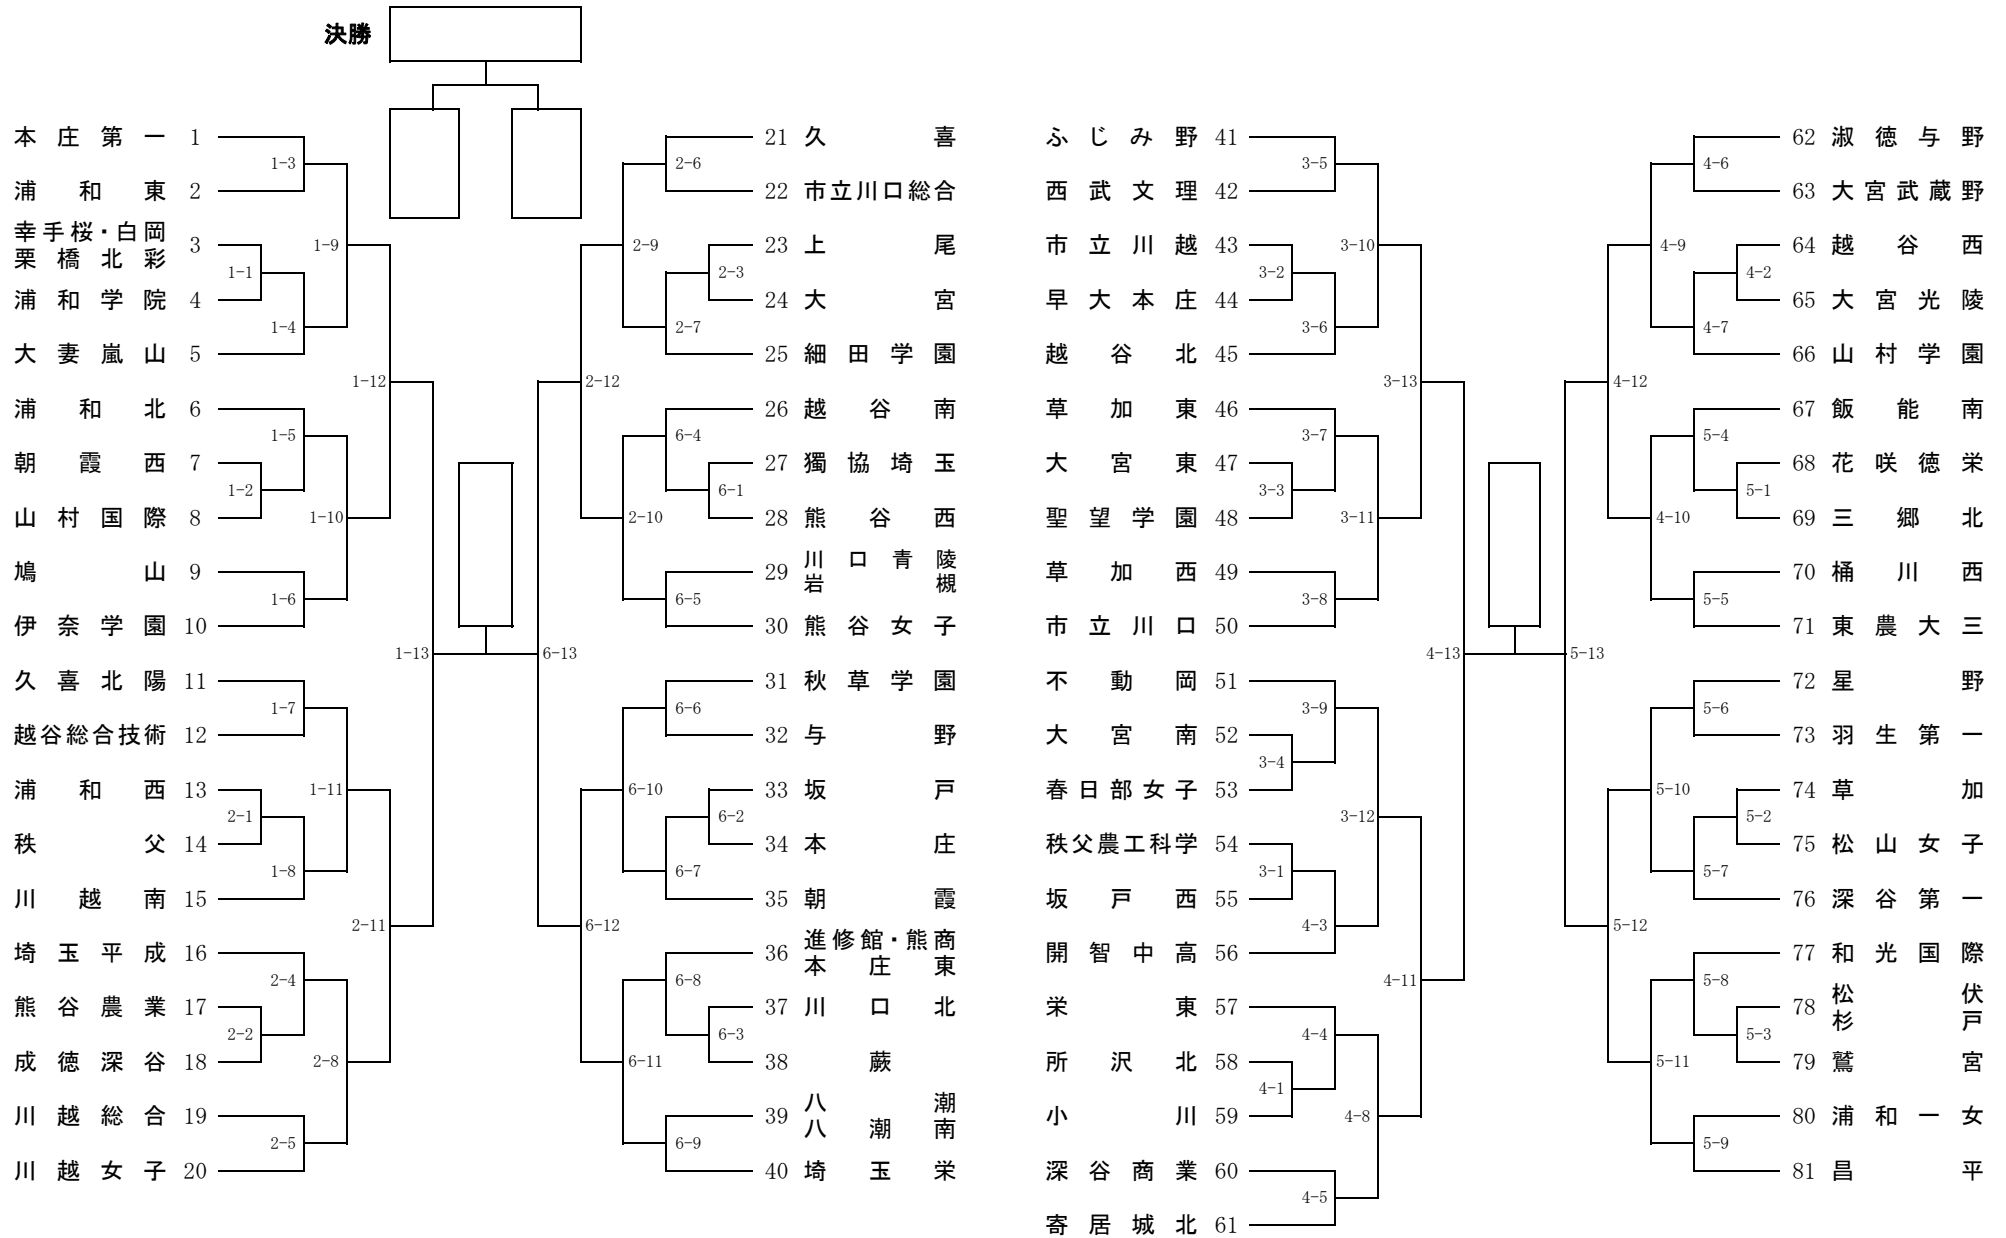 決勝
本庄第一 1
1-3
浦和東 2
幸手桜・白岡
栗橋北彩 3
1-9
1-1
浦和学院 4
1-4
大妻嵐山 5
1-12
浦和北 6
1-5
朝霞西 7
1-2
山村国際 8
1-10
鳩山 9
1-6
伊奈学園 10
1-13
久喜北陽 11
1-7
越谷総合技術 12
浦和西 13
1-11
2-1
秩父 14
1-8
川越南 15
2-11
埼玉平成 16
2-4
熊谷農業 17
2-2
成徳深谷 18
2-8
川越総合 19
2-5
川越女子 20
21 久喜
2-6
22 市立川口総合
23 上尾
2-9
2-3
24 大宮
2-7
25 細田学園
2-12
26 越谷南
6-4
27 獨協埼玉
6-1
28 熊谷西
2-10
29 川口青陵
岩槻
6-5
30 熊谷女子
6-13
31 秋草学園
6-6
32 与野
33 坂戸
6-10
6-2
34 本庄
6-7
35 朝霞
6-12
36 進修館・熊商
本庄東
6-8
37 川口北
6-3
38 蕨
6-11
39 八潮
八潮南
6-9
40 埼玉栄
ふじみ野 41
3-5
西武文理 42
市立川越 43
3-10
3-2
早大本庄 44
3-6
越谷北 45
3-13
草加東 46
3-7
大宮東 47
3-3
聖望学園 48
3-11
草加西 49
3-8
市立川口 50
4-13
不動岡 51
3-9
大宮南 52
3-4
春日部女子 53
3-12
秩父農工科学 54
3-1
坂戸西 55
4-3
開智中高 56
4-11
栄東 57
4-4
所沢北 58
4-1
小川 59
4-8
深谷商業 60
4-5
寄居城北 61
62 淑徳与野
4-6
63 大宮武蔵野
64 越谷西
4-9
4-2
65 大宮光陵
4-7
66 山村学園
4-12
67 飯能南
5-4
68 花咲徳栄
5-1
69 三郷北
4-10
70 桶川西
5-5
71 東農大三
5-13
72 星野
5-6
73 羽生第一
74 草加
5-10
5-2
75 松山女子
5-7
76 深谷第一
5-12
77 和光国際
5-8
78 松伏
杉戸
5-3
79 鷲宮
5-11
80 浦和一女
5-9
81 昌平